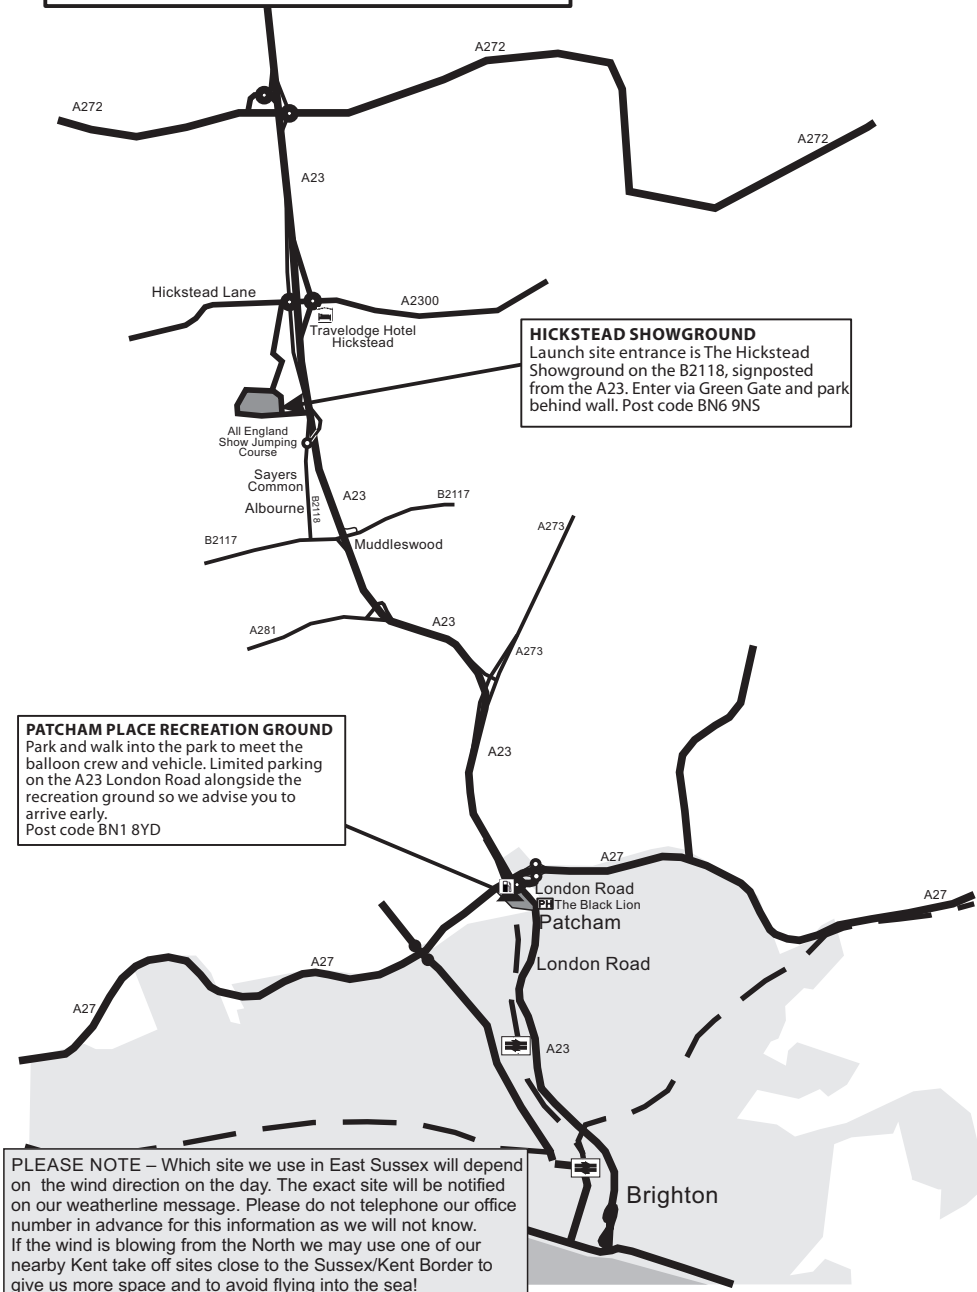 A272
A272
A272
A23
Hickstead Lane
A2300
Travelodge Hotel
Hickstead
HICKSTEAD SHOWGROUND
Launch site entrance is The Hickstead
Showground on the B2118, signposted
from the A23. Enter via Green Gate and park
behind wall. Post code BN6 9NS
All England
Show Jumping
Course
Sayers
Common
Albourne
B2118
A23
B2117
B2117
Muddleswood
A273
A281
A23
A273
PATCHAM PLACE RECREATION GROUND
Park and walk into the park to meet the
balloon crew and vehicle. Limited parking
on the A23 London Road alongside the
recreation ground so we advise you to
arrive early.
Post code BN1 8YD
A23
A27
London Road
PH The Black Lion
Patcham
A27
A27
London Road
A27
A23
Brighton
PLEASE NOTE – Which site we use in East Sussex will depend
on the wind direction on the day. The exact site will be notified
on our weatherline message. Please do not telephone our office
number in advance for this information as we will not know.
If the wind is blowing from the North we may use one of our
nearby Kent take off sites close to the Sussex/Kent Border to
give us more space and to avoid flying into the sea!